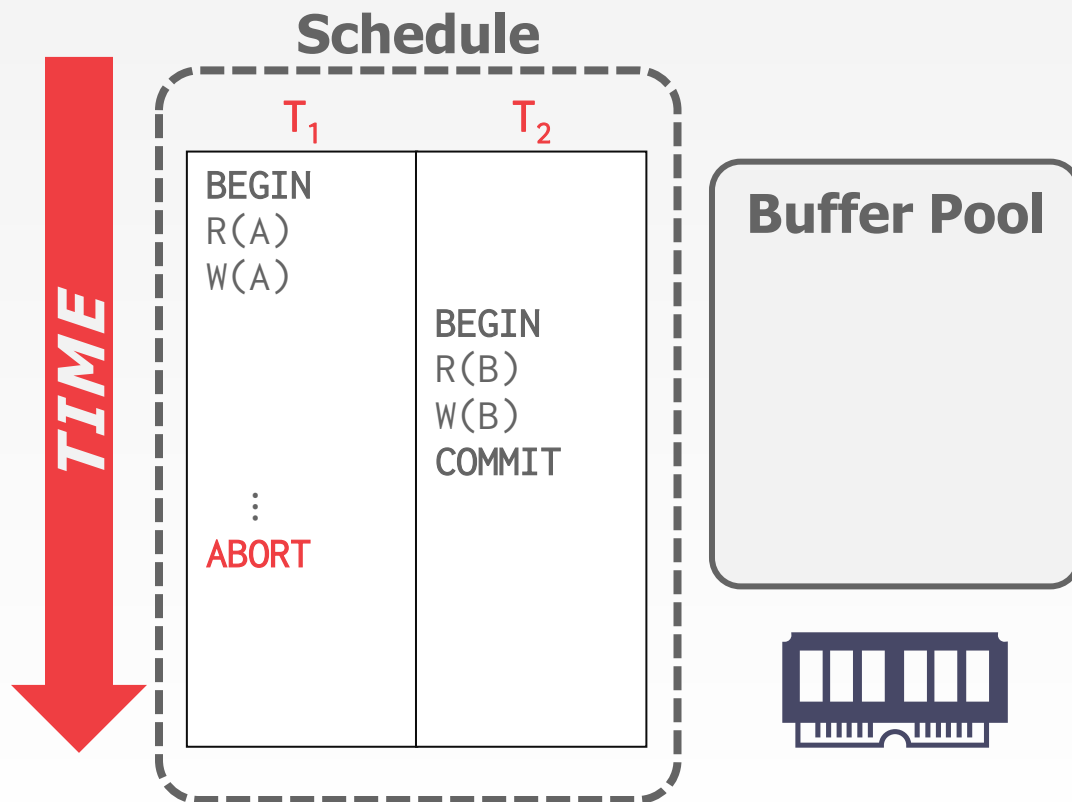 Schedule
TIME
T₁
T₂
BEGIN
R(A)
W(A)
⋮
ABORT
BEGIN
R(B)
W(B)
COMMIT
Buffer Pool